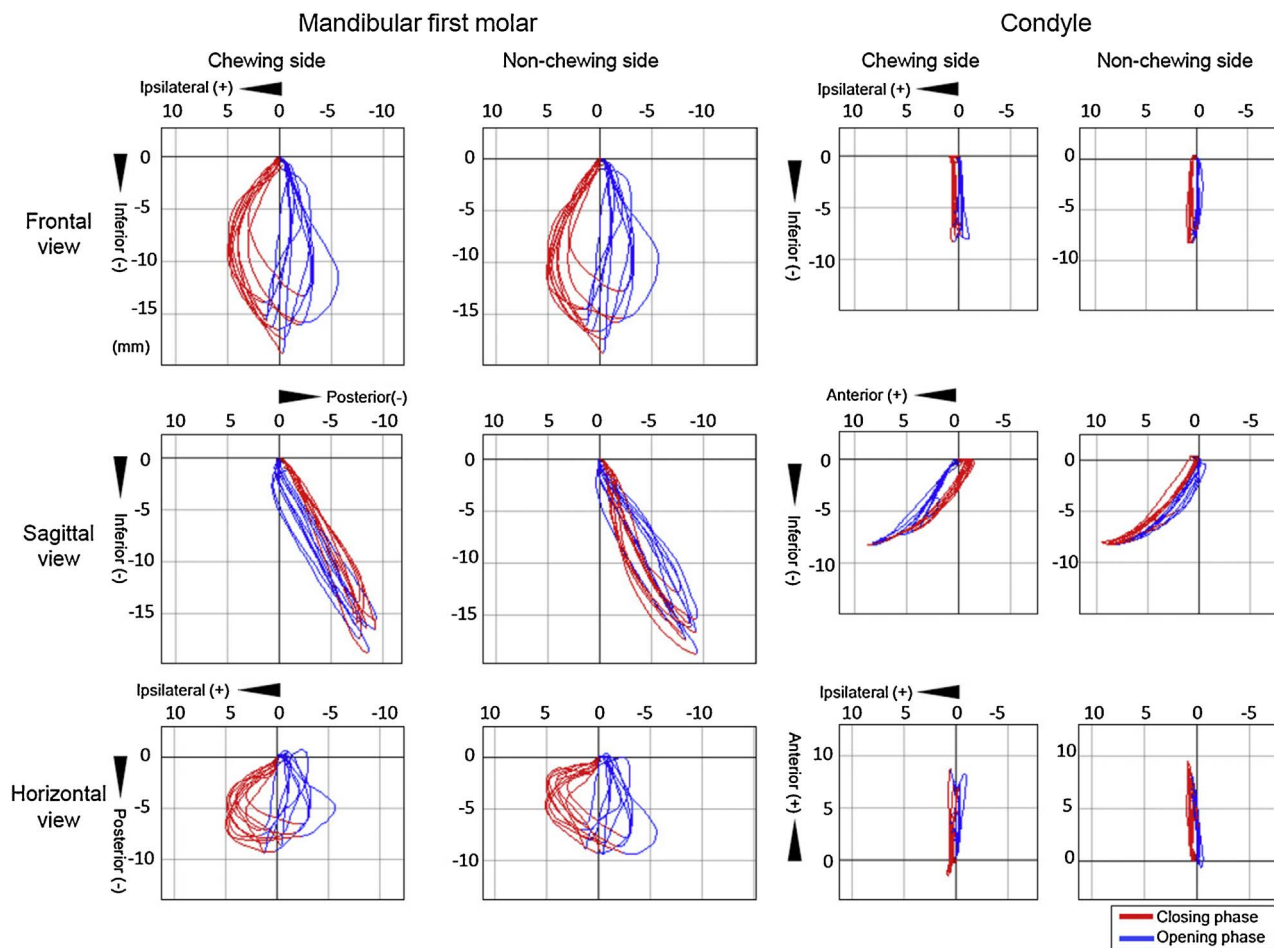 Mandibular first molar
Condyle
Chewing side
Non-chewing side
Chewing side
Non-chewing side
Ipsilateral (+)
Ipsilateral (+)
10 5 0 -5 -10
10 5 0 -5 -10
10 5 0 -5
10 5 0 -5
Frontal
view
Inferior (-)
0
-5
-10
-15
(mm)
0
-5
-10
-15
Inferior (-)
0
-5
-10
0
-5
-10
Posterior(-)
Anterior (+)
10 5 0 -5 -10
10 5 0 -5 -10
10 5 0 -5
10 5 0 -5
Sagittal
view
Inferior (-)
0
-5
-10
-15
0
-5
-10
-15
Inferior (-)
0
-5
-10
0
-5
-10
Ipsilateral (+)
Ipsilateral (+)
10 5 0 -5 -10
10 5 0 -5 -10
10 5 0 -5
10 5 0 -5
Horizontal
view
Posterior (-)
0
-5
-10
0
-5
-10
Anterior (+)
10
5
0
10
5
0
Closing phase
Opening phase